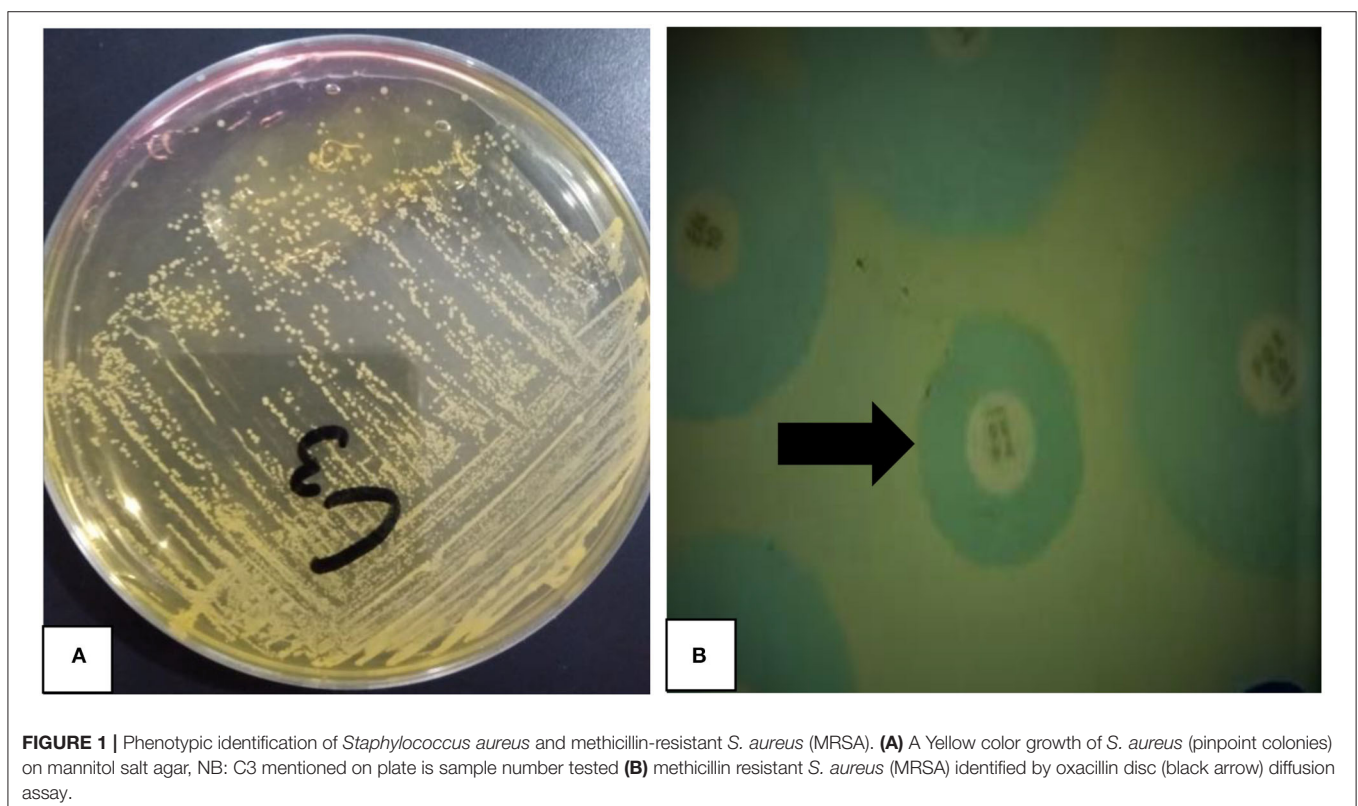 C3
A
B
FIGURE 1 | Phenotypic identification of Staphylococcus aureus and methicillin-resistant S. aureus (MRSA). (A) A Yellow color growth of S. aureus (pinpoint colonies)
on mannitol salt agar, NB: C3 mentioned on plate is sample number tested (B) methicillin resistant S. aureus (MRSA) identified by oxacillin disc (black arrow) diffusion
assay.